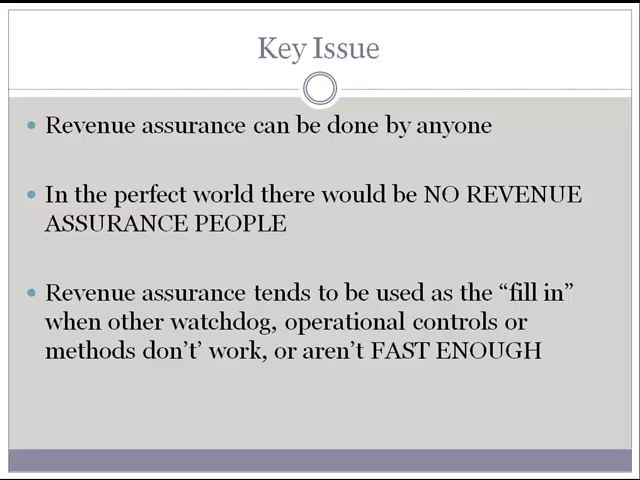 Key Issue
Revenue assurance can be done by anyone
In the perfect world there would be NO REVENUE
ASSURANCE PEOPLE
Revenue assurance tends to be used as the “fill in”
when other watchdog, operational controls or
methods don’t’ work, or aren’t FAST ENOUGH